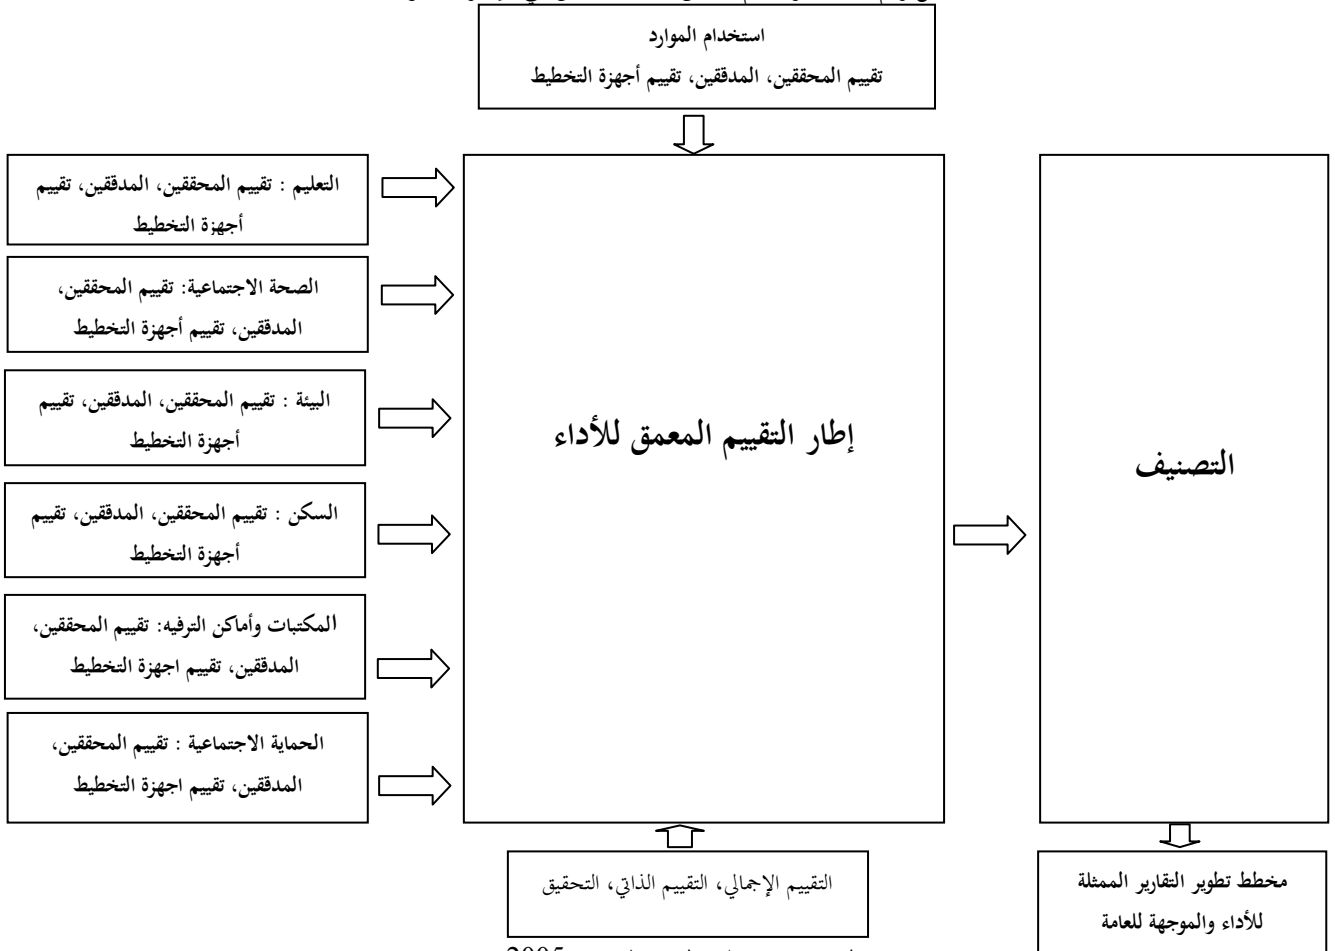 استخدام الموارد
تقييم المحققين، المدققين، تقييم أجهزة التخطيط
التعليم : تقييم المحققين، المدققين، تقييم
أجهزة التخطيط
الصحة الاجتماعية: تقييم المحققين،
المدققين، تقييم أجهزة التخطيط
البيئة : تقييم المحققين، المدققين، تقييم
أجهزة التخطيط
السكن : تقييم المحققين، المدققين، تقييم
أجهزة التخطيط
المكتبات وأماكن الترفيه: تقييم المحققين،
المدققين، تقييم اجهزة التخطيط
الحماية الاجتماعية : تقييم المحققين،
المدققين، تقييم اجهزة التخطيط
إطار التقييم المعمق للأداء
التصنيف
التقييم الإجمالي، التقييم الذاتي، التحقيق
مخطط تطوير التقارير الممثلة
للأداء والموجهة للعامة
2005